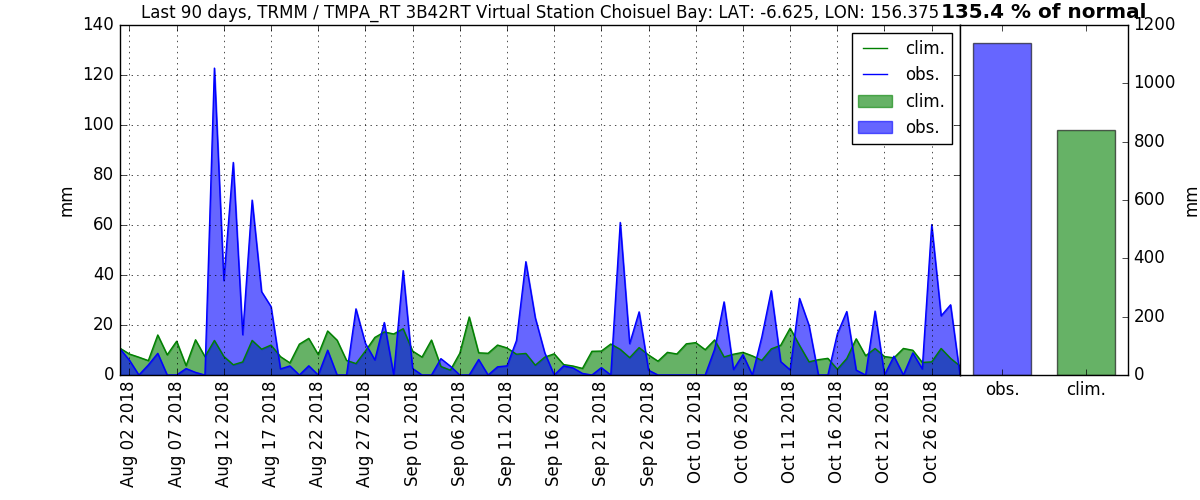 Last 90 days, TRMM / TMPA_RT 3B42RT Virtual Station Choisuel Bay: LAT: -6.625, LON: 156.375
135.4 % of normal
140
120
100
80
60
40
20
0
mm
clim.
obs.
clim.
obs.
Aug 02 2018
Aug 07 2018
Aug 12 2018
Aug 17 2018
Aug 22 2018
Aug 27 2018
Sep 01 2018
Sep 06 2018
Sep 11 2018
Sep 16 2018
Sep 21 2018
Sep 26 2018
Oct 01 2018
Oct 06 2018
Oct 11 2018
Oct 16 2018
Oct 21 2018
Oct 26 2018
1200
1000
800
600
400
200
0
mm
obs.
clim.